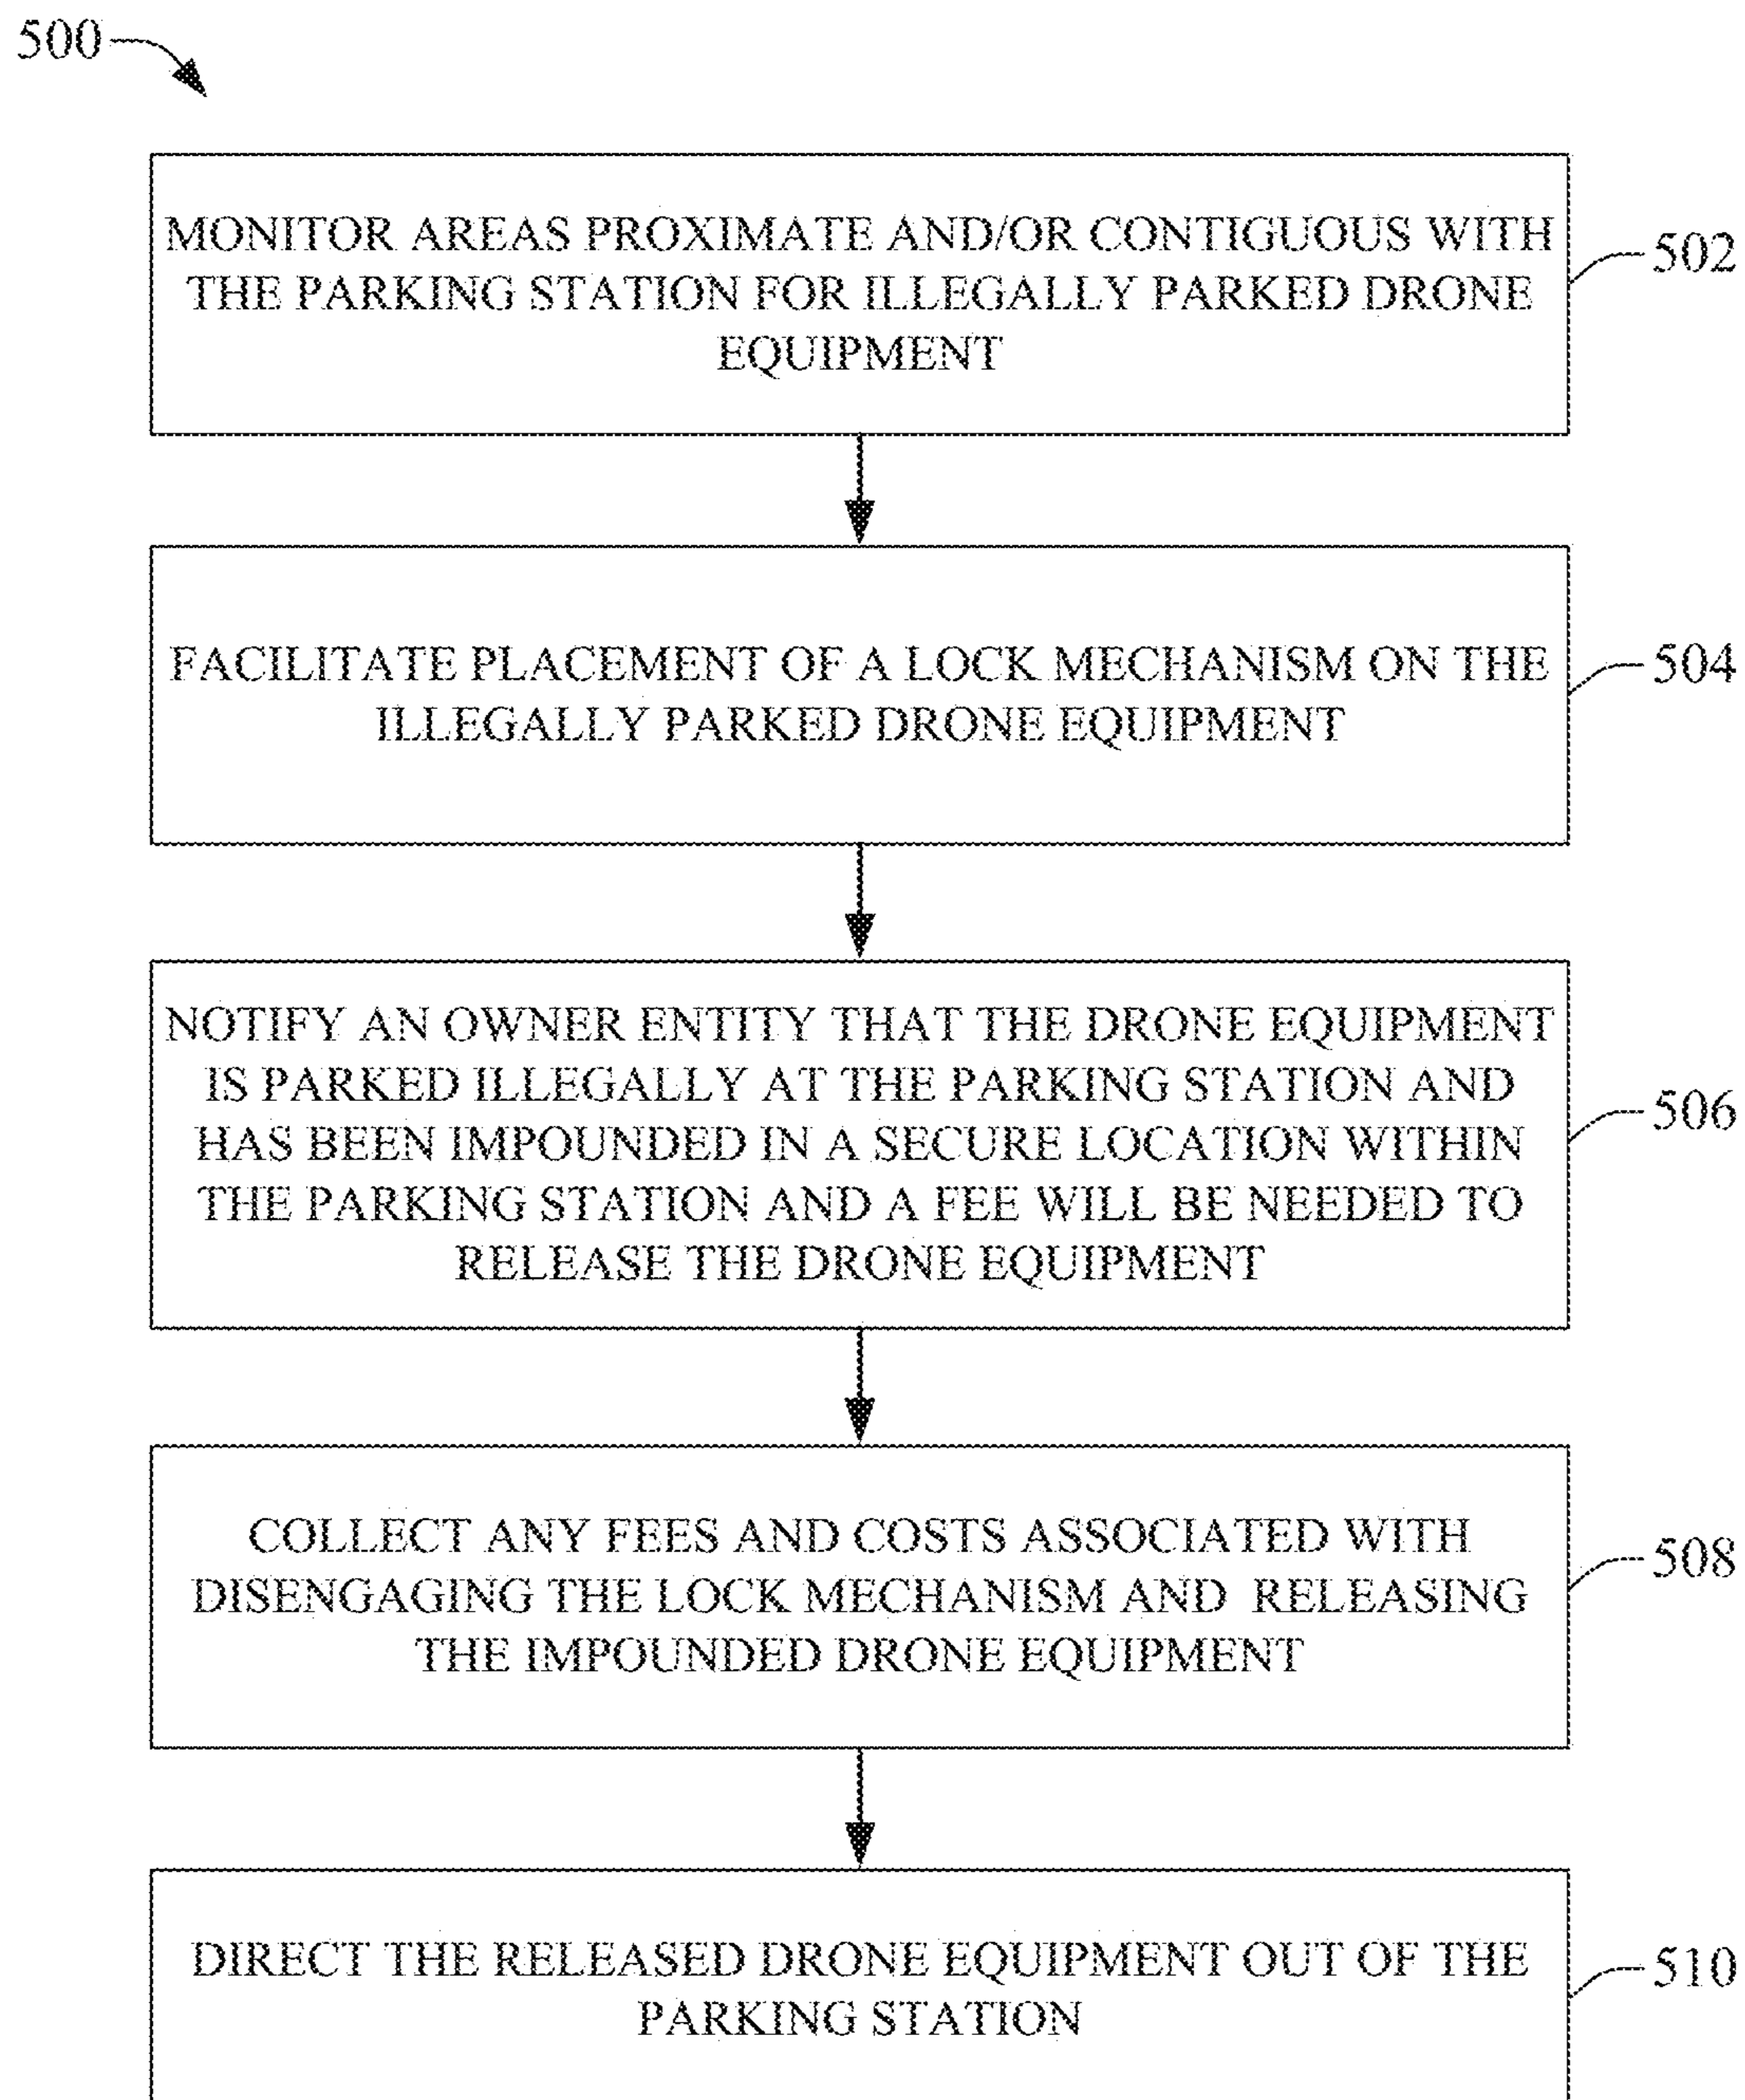 500
MONITOR AREAS PROXIMATE AND/OR CONTIGUOUS WITH
THE PARKING STATION FOR ILLEGALLY PARKED DRONE
EQUIPMENT
502
FACILITATE PLACEMENT OF A LOCK MECHANISM ON THE
ILLEGALLY PARKED DRONE EQUIPMENT
504
NOTIFY AN OWNER ENTITY THAT THE DRONE EQUIPMENT
IS PARKED ILLEGALLY AT THE PARKING STATION AND
HAS BEEN IMPOUNDED IN A SECURE LOCATION WITHIN
THE PARKING STATION AND A FEE WILL BE NEEDED TO
RELEASE THE DRONE EQUIPMENT
506
COLLECT ANY FEES AND COSTS ASSOCIATED WITH
DISENGAGING THE LOCK MECHANISM AND RELEASING
THE IMPOUNDED DRONE EQUIPMENT
508
DIRECT THE RELEASED DRONE EQUIPMENT OUT OF THE
PARKING STATION
510